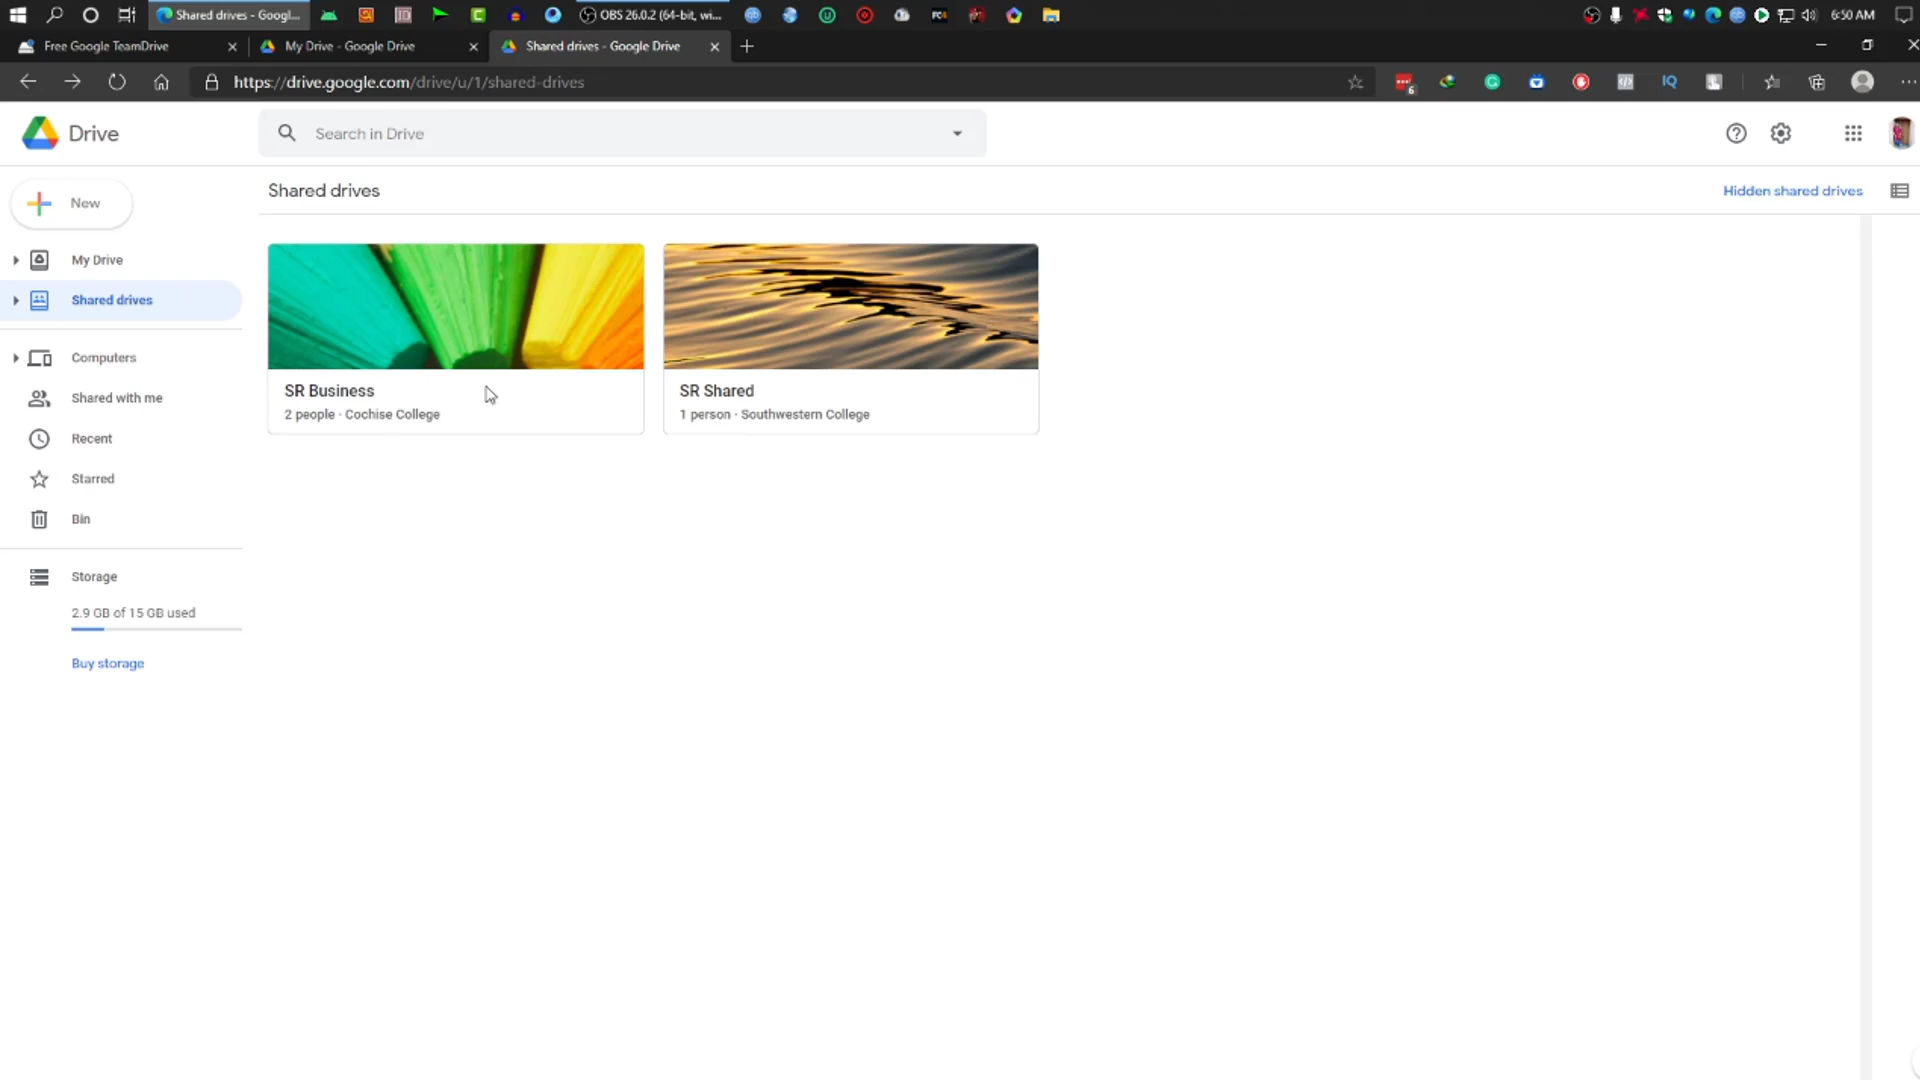 Shared drives - Googl...
OBS 26.0.2 (64-bit, wi...
6:50 AM
Free Google TeamDrive
My Drive - Google Drive
Shared drives - Google Drive
https://drive.google.com/drive/u/1/shared-drives
6
IQ
Drive
Search in Drive
New
Shared drives
Hidden shared drives
My Drive
Shared drives
Computers
Shared with me
Recent
Starred
Bin
Storage
2.9 GB of 15 GB used
Buy storage
SR Business
2 people · Cochise College
SR Shared
1 person · Southwestern College